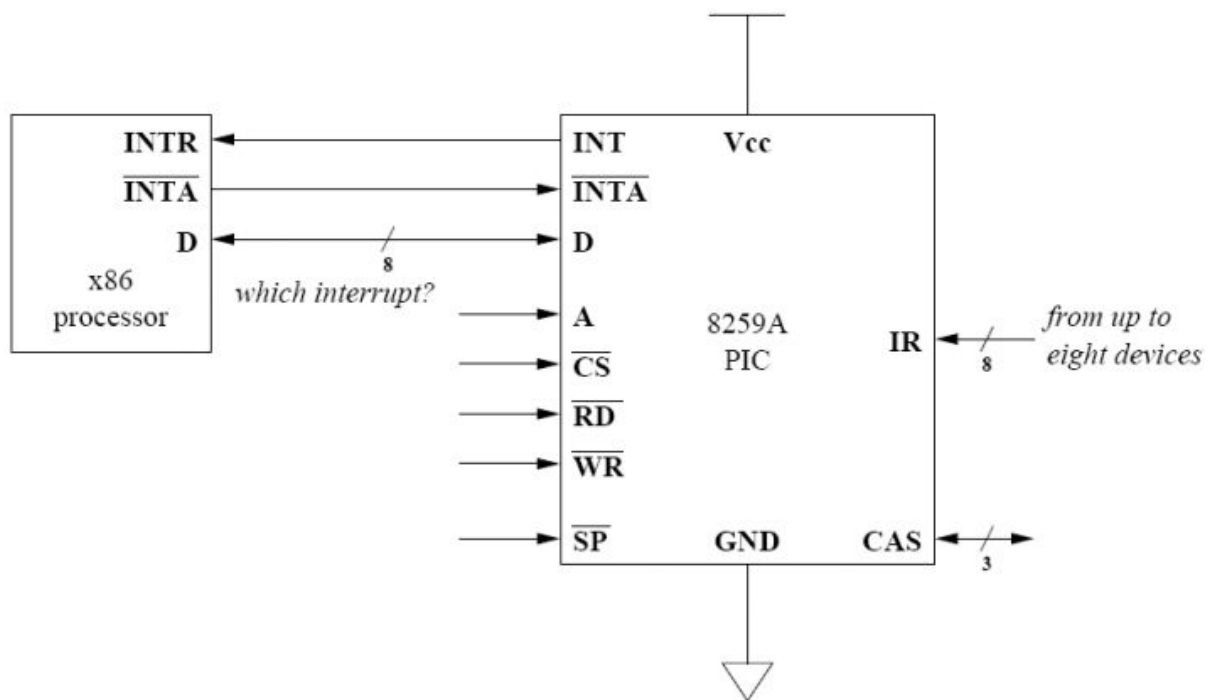 INTR
INTA
D
x86
processor
8
which interrupt?
INT
Vcc
INTA
D
A
CS
RD
WR
SP
8259A
PIC
IR
GND
CAS
8
from up to
eight devices
3